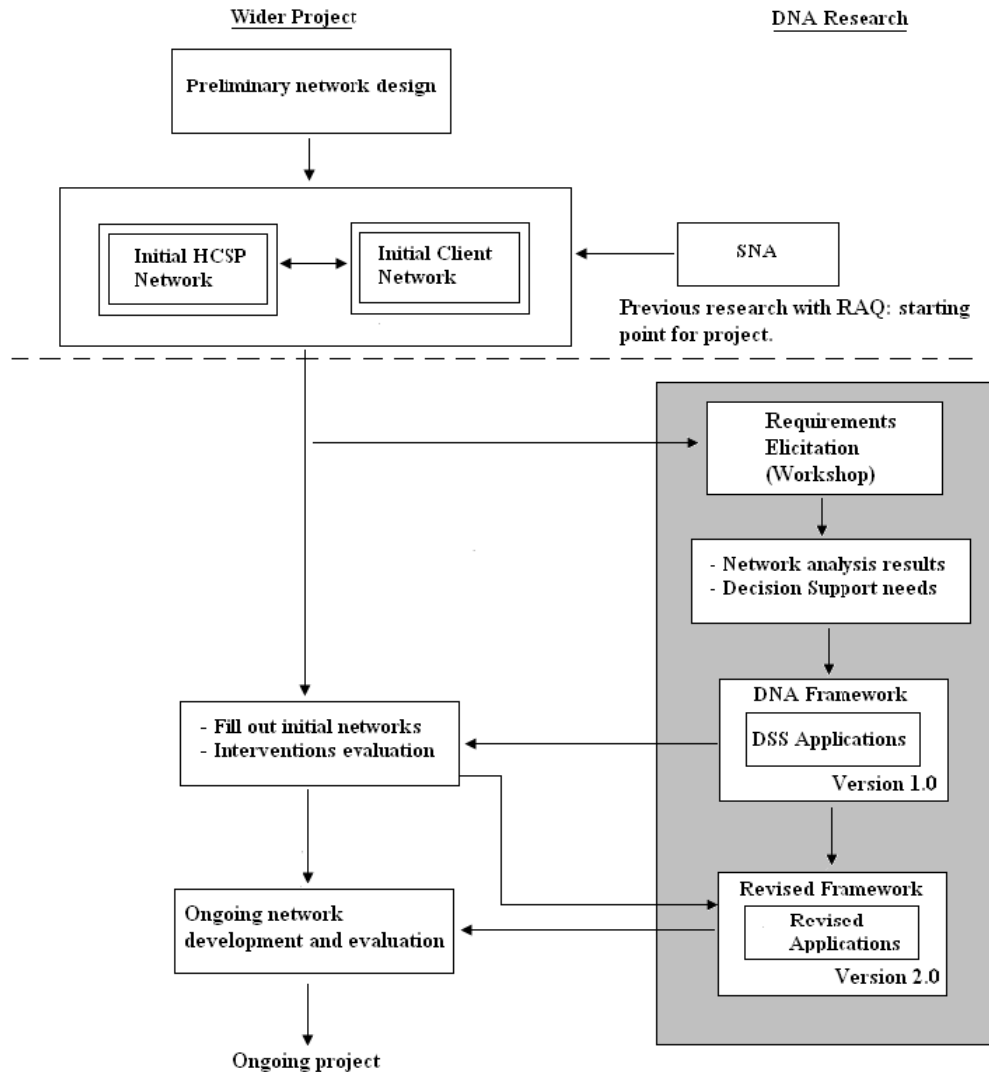 Wider Project
DNA Research
Preliminary network design
Initial HCSP
Network
Initial Client
Network
SNA
Previous research with RAQ: starting
point for project.
Requirements
Elicitation
(Workshop)
- Network analysis results
- Decision Support needs
DNA Framework
DSS Applications
Version 1.0
- Fill out initial networks
- Interventions evaluation
Revised Framework
Revised
Applications
Version 2.0
Ongoing network
development and evaluation
Ongoing project